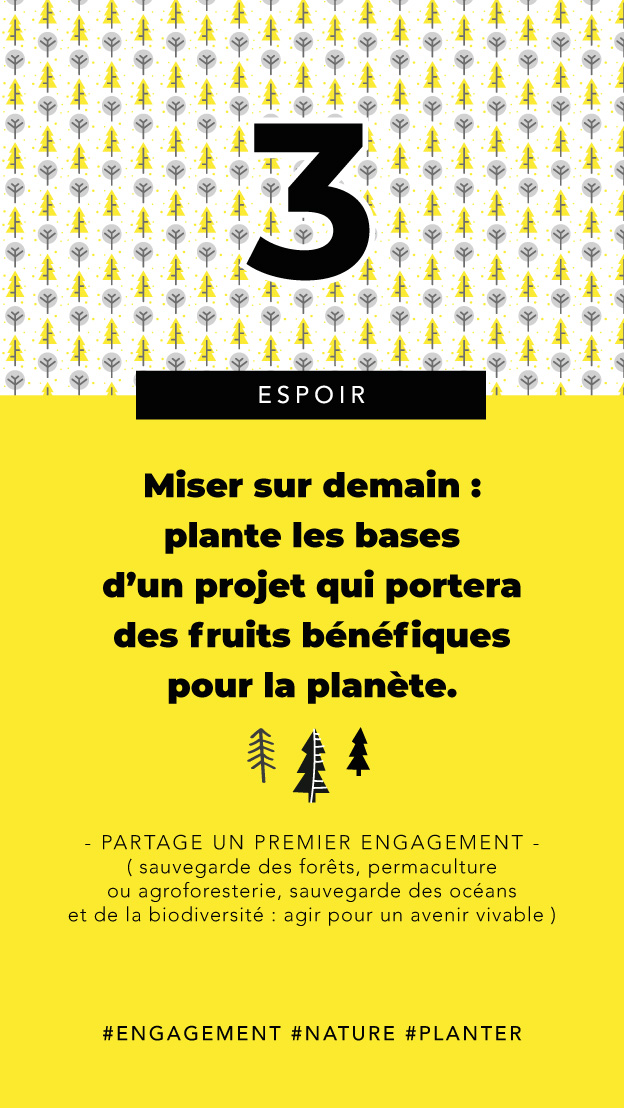 3
ESPOIR
Miser sur demain :
plante les bases
d’un projet qui portera
des fruits bénéfiques
pour la planète.
- PARTAGE UN PREMIER ENGAGEMENT -
( sauvegarde des forêts, permaculture
ou agroforesterie, sauvegarde des océans
et de la biodiversité : agir pour un avenir vivable )
#ENGAGEMENT #NATURE #PLANTER